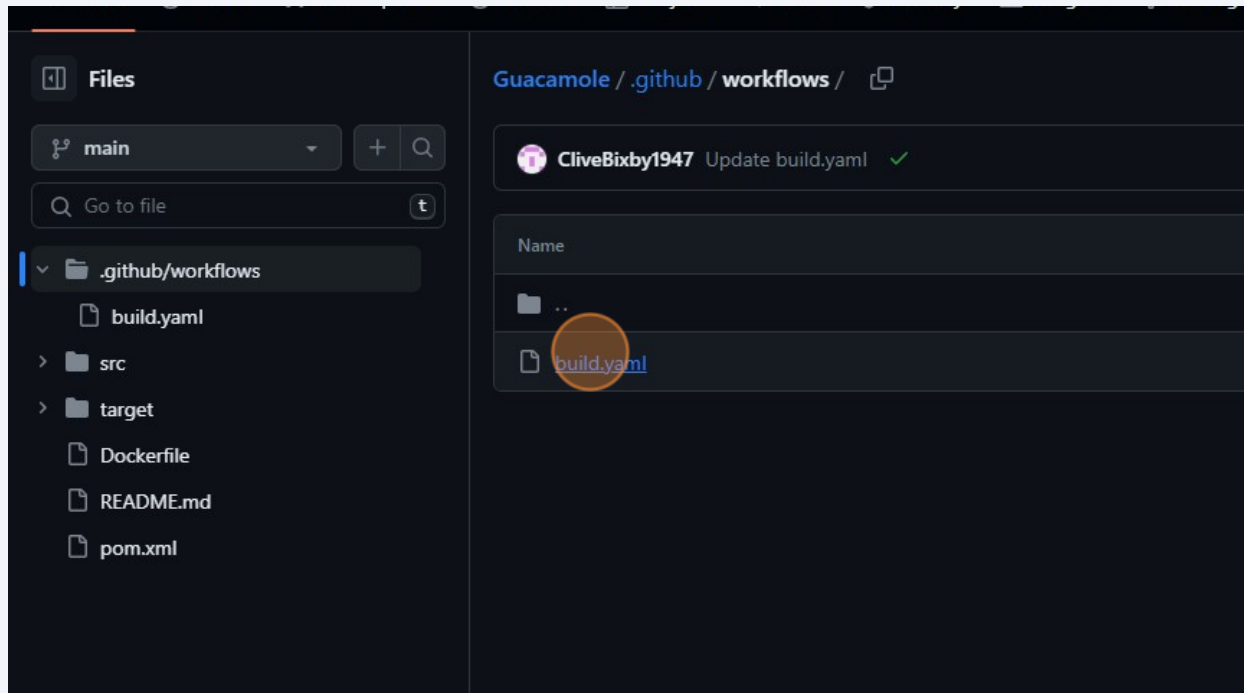 Files
main
Go to file
t
.github/workflows
build.yaml
src
target
Dockerfile
README.md
pom.xml
Guacamole / .github / workflows /
CliveBixby1947 Update build.yaml
Name
..
build.yaml